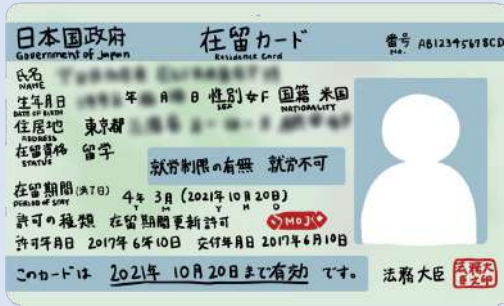 日本国政府 在留カード 番号 AB12345678CD
Government of Japan Residence Card No.
氏名
NAME
生年月日 年 月 日 性別 女F 国籍 米国
DATE OF BIRTH SEX NATIONALITY
住居地 東京都
ADDRESS
在留資格 留学
STATUS
就労制限の有無 就労不可
在留期間(満了日) 4年 3月 (2021年10月20日)
PERIOD OF STAY Y M Y M D
許可の種類 在留期間更新許可 MOJ
許可年月日 2017年6年10日 交付年月日 2017年6月10日
このカードは 2021年 10月20日まで有効 です。 法務大臣